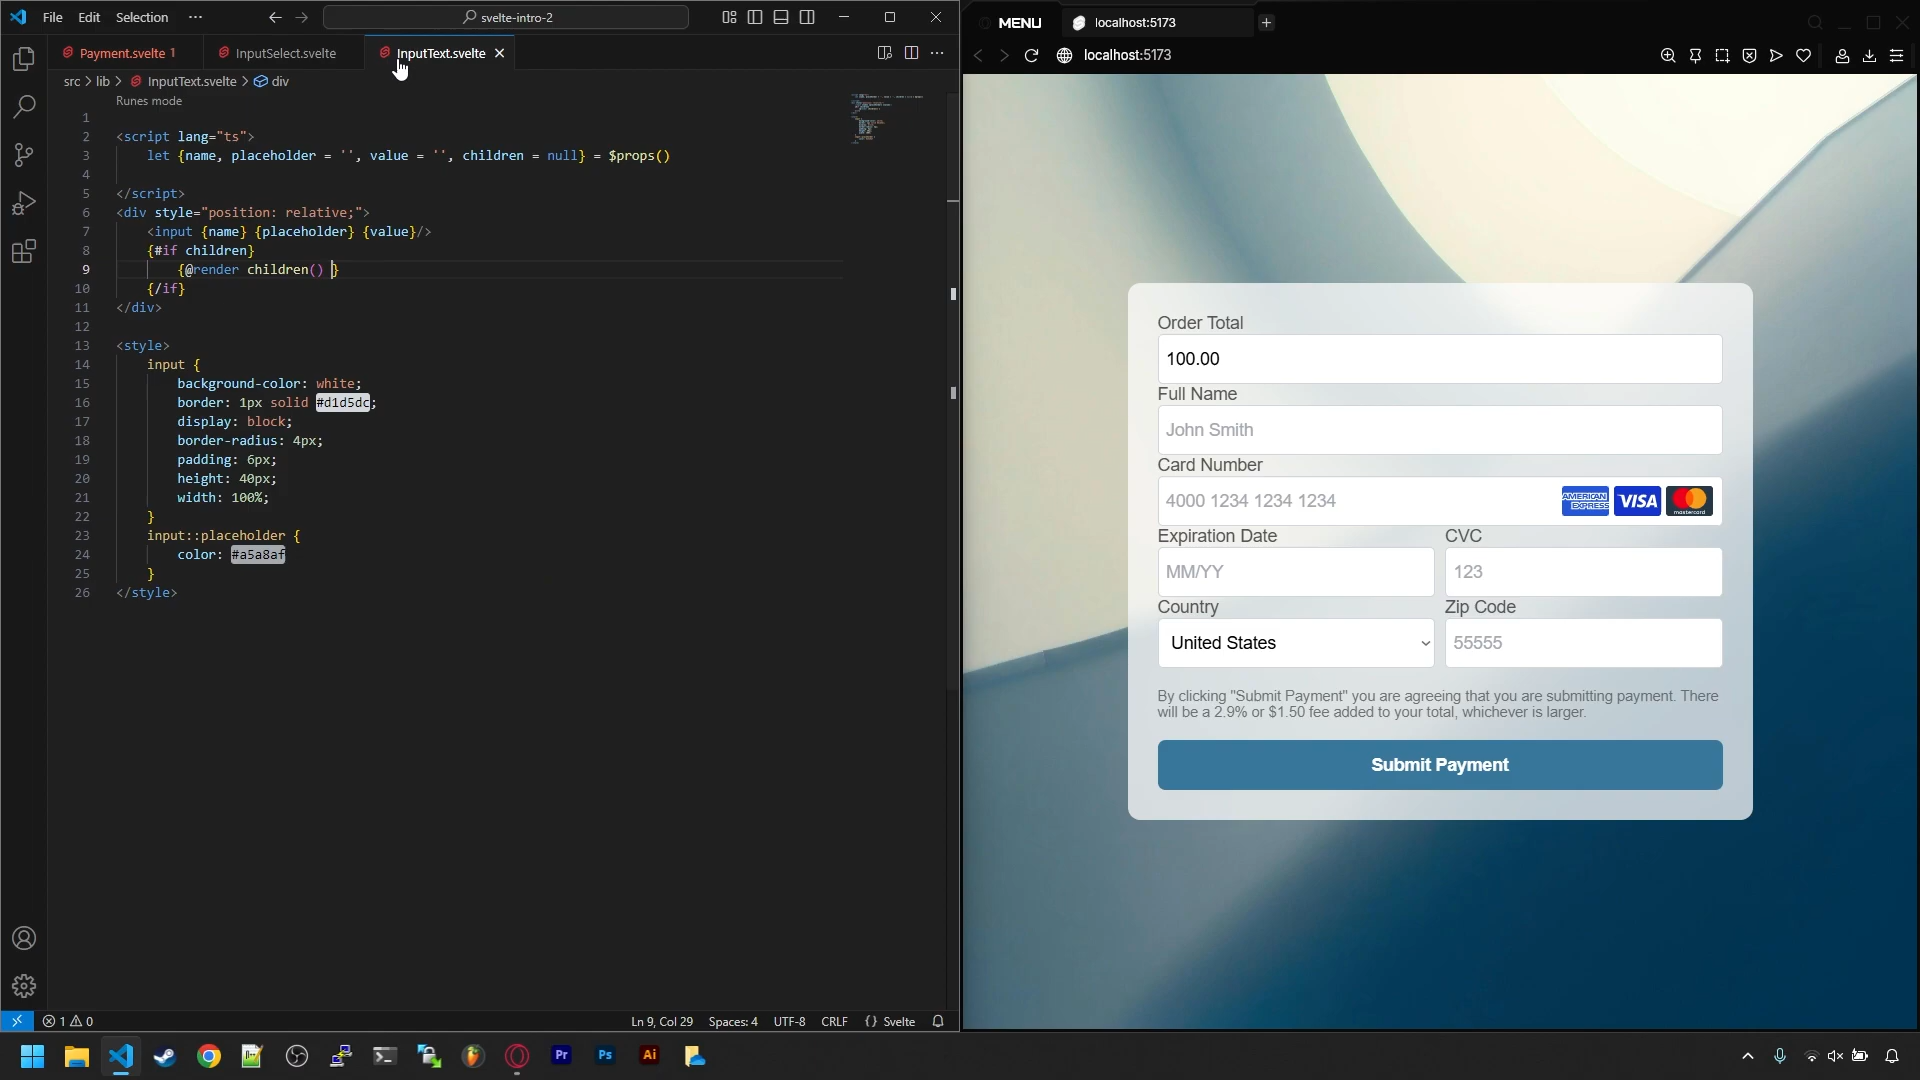 File Edit Selection ···
svelte-intro-2
Payment.svelte 1
InputSelect.svelte
InputText.svelte
src > lib > InputText.svelte > div
Runes mode
1
2 <script lang="ts">
3 let {name, placeholder = '', value = '', children = null} = $props()
4
5 </script>
6 <div style="position: relative;">
7 <input {name} {placeholder} {value}/>
8 {#if children}
9 {@render children() }
10 {/if}
11 </div>
12
13 <style>
14 input {
15 background-color: white;
16 border: 1px solid #d1d5dc;
17 display: block;
18 border-radius: 4px;
19 padding: 6px;
20 height: 40px;
21 width: 100%;
22 }
23 input::placeholder {
24 color: #a5a8af
25 }
26 </style>
1 0
Ln 9, Col 29 Spaces: 4 UTF-8 CRLF {} Svelte
MENU
localhost:5173
localhost:5173
Order Total
100.00
Full Name
John Smith
Card Number
4000 1234 1234 1234
AMERICAN EXPRESS
VISA
mastercard
Expiration Date CVC
MM/YY 123
Country Zip Code
United States 55555
By clicking "Submit Payment" you are agreeing that you are submitting payment. There
will be a 2.9% or $1.50 fee added to your total, whichever is larger.
Submit Payment
Pr Ps Ai